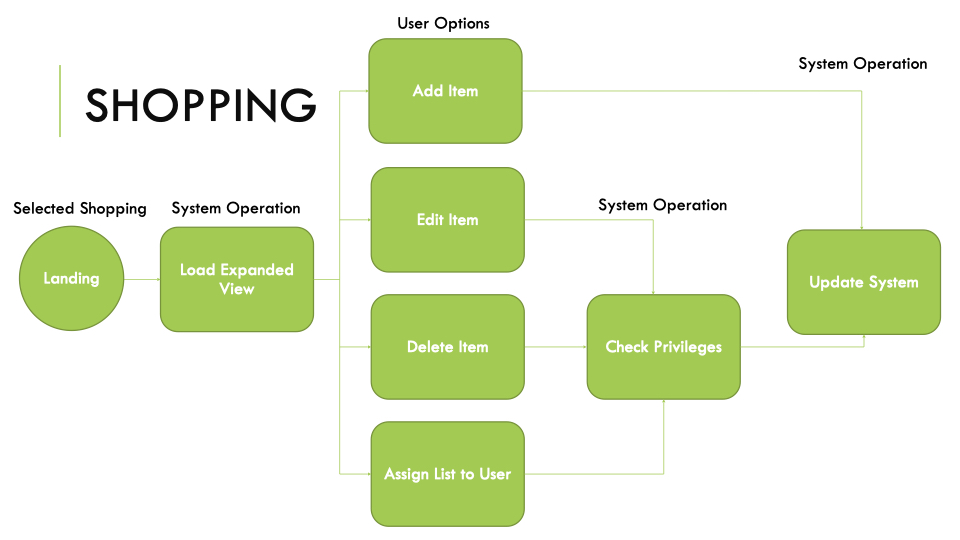 User Options
System Operation
Add Item
SHOPPING
Selected Shopping
System Operation
System Operation
Edit Item
Landing
Load Expanded
View
Update System
Delete Item
Check Privileges
Assign List to User